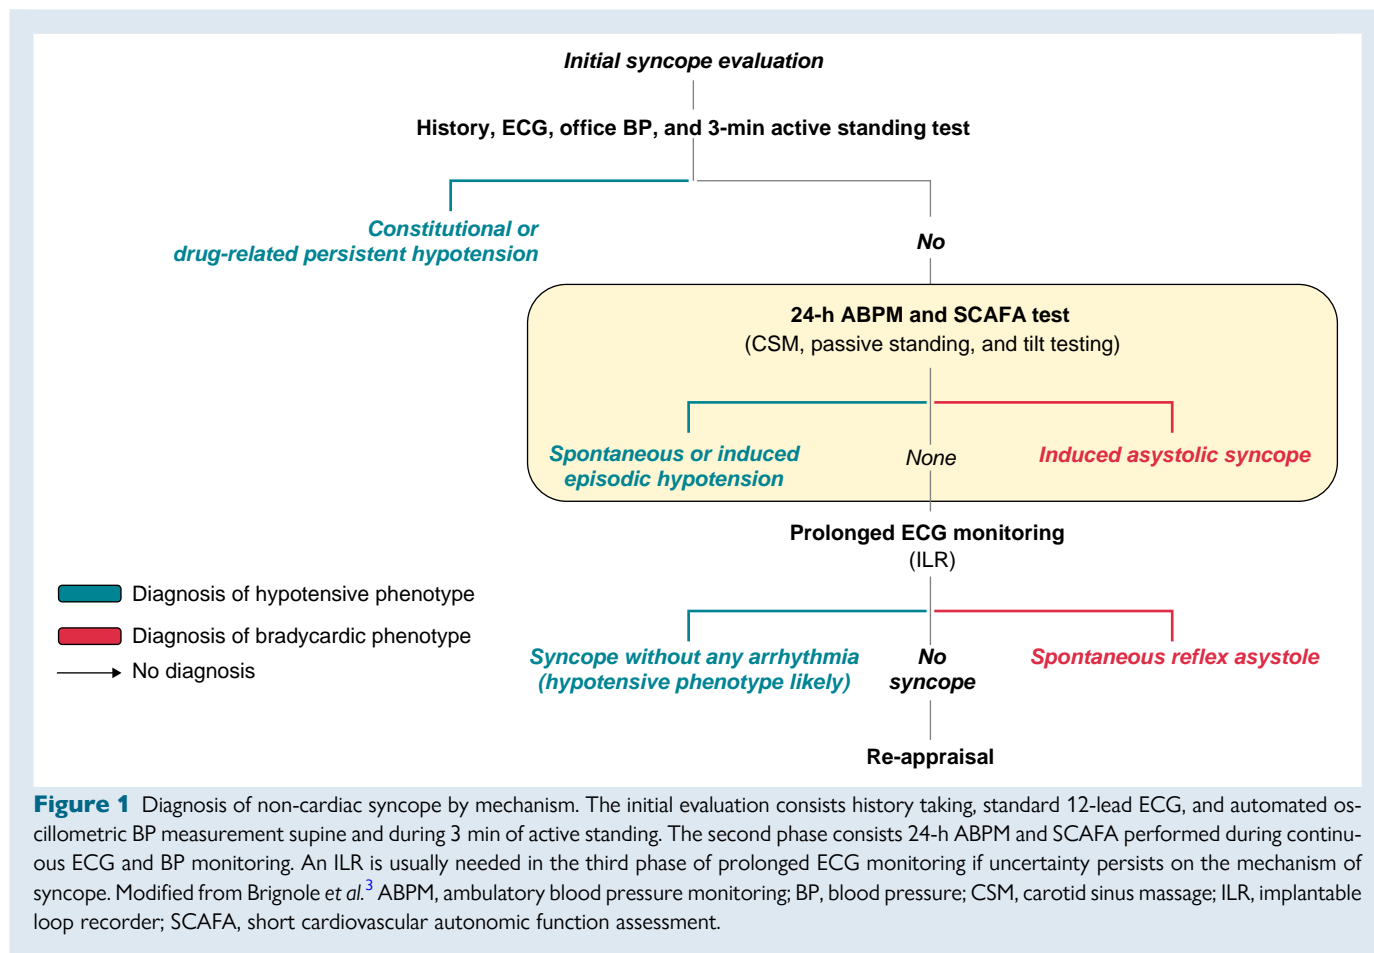 Initial syncope evaluation
History, ECG, office BP, and 3-min active standing test
Constitutional or
drug-related persistent hypotension
No
24-h ABPM and SCAFA test
(CSM, passive standing, and tilt testing)
Spontaneous or induced
episodic hypotension
None
Induced asystolic syncope
Prolonged ECG monitoring
(ILR)
Diagnosis of hypotensive phenotype
Diagnosis of bradycardic phenotype
No diagnosis
Syncope without any arrhythmia
(hypotensive phenotype likely)
No
syncope
Spontaneous reflex asystole
Re-appraisal
Figure 1 Diagnosis of non-cardiac syncope by mechanism. The initial evaluation consists history taking, standard 12-lead ECG, and automated os-
cillometric BP measurement supine and during 3 min of active standing. The second phase consists 24-h ABPM and SCAFA performed during continu-
ous ECG and BP monitoring. An ILR is usually needed in the third phase of prolonged ECG monitoring if uncertainty persists on the mechanism of
syncope. Modified from Brignole et al.3 ABPM, ambulatory blood pressure monitoring; BP, blood pressure; CSM, carotid sinus massage; ILR, implantable
loop recorder; SCAFA, short cardiovascular autonomic function assessment.